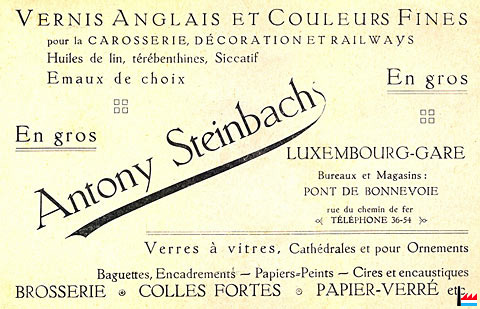 VERNIS ANGLAIS ET COULEURS FINES
pour la CAROSSERIE, DÉCORATION ET RAILWAYS
Huiles de lin, térébenthines, Siccatif
Emaux de choix
En gros
En gros
Antony Steinbachs
LUXEMBOURG-GARE
Bureaux et Magasins:
PONT DE BONNEVOIE
rue du chemin de fer
TÉLÉPHONE 36-54
Verres à vitres, Cathédrales et pour Ornements
Baguettes, Encadrements — Papiers-Peints — Cires et encaustiques
BROSSERIE • COLLES FORTES • PAPIER-VERRÉ etc.